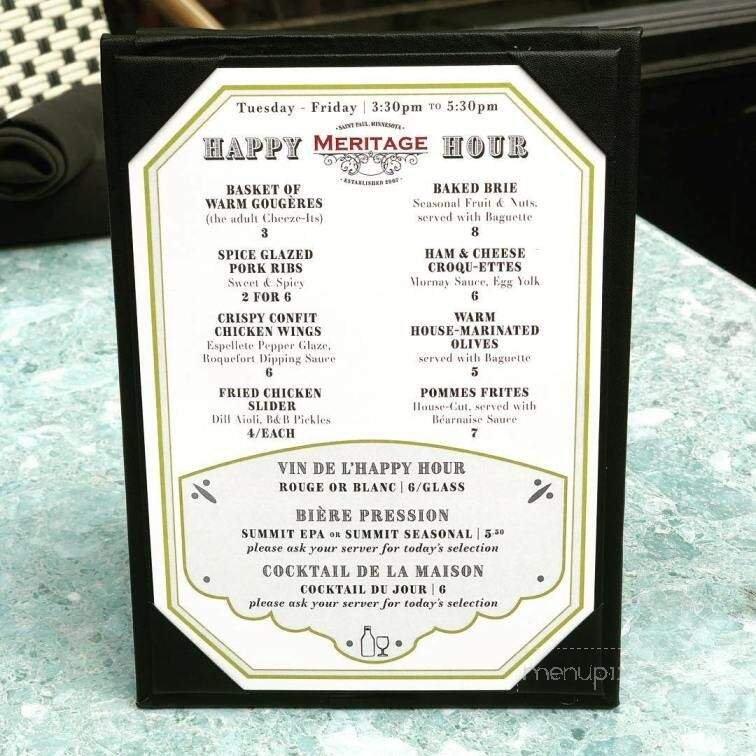 Tuesday - Friday | 3:30pm TO 5:30pm
SAINT PAUL, MINNESOTA
HAPPY MERITAGE HOUR
· ESTABLISHED 2007 ·
BASKET OF
WARM GOUGÈRES
(the adult Cheeze-Its)
3
SPICE GLAZED
PORK RIBS
Sweet & Spicy
2 FOR 6
CRISPY CONFIT
CHICKEN WINGS
Espellete Pepper Glaze,
Roquefort Dipping Sauce
6
FRIED CHICKEN
SLIDER
Dill Aioli, B&B Pickles
4/EACH
BAKED BRIE
Seasonal Fruit & Nuts,
served with Baguette
8
HAM & CHEESE
CROQU-ETTES
Mornay Sauce, Egg Yolk
6
WARM
HOUSE-MARINATED
OLIVES
served with Baguette
5
POMMES FRITES
House-Cut, served with
Béarnaise Sauce
7
VIN DE L'HAPPY HOUR
ROUGE OR BLANC | 6/GLASS
BIÈRE PRESSION
SUMMIT EPA OR SUMMIT SEASONAL | 5.50
please ask your server for today's selection
COCKTAIL DE LA MAISON
COCKTAIL DU JOUR | 6
please ask your server for today's selection